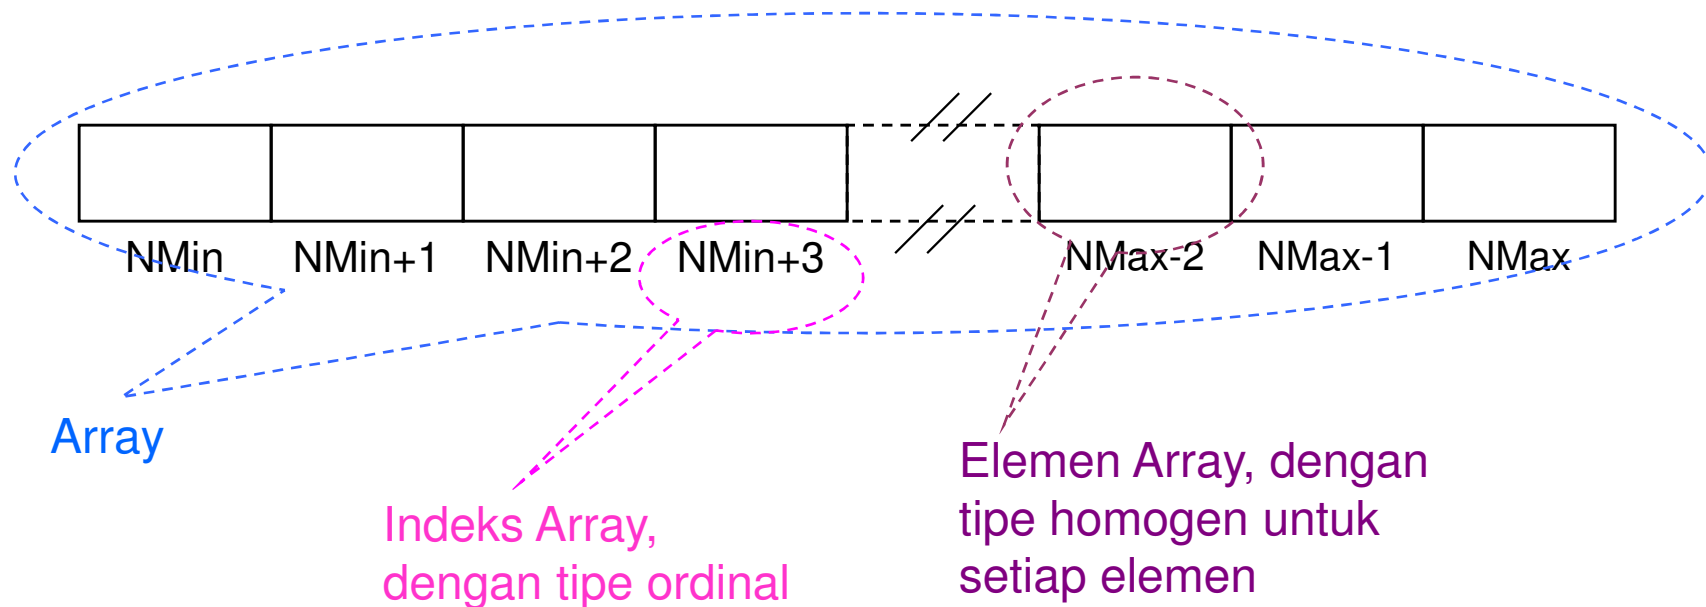 NMin NMin+1 NMin+2 NMin+3 NMax-2 NMax-1 NMax
Array
Indeks Array,
dengan tipe ordinal
Elemen Array, dengan
tipe homogen untuk
setiap elemen